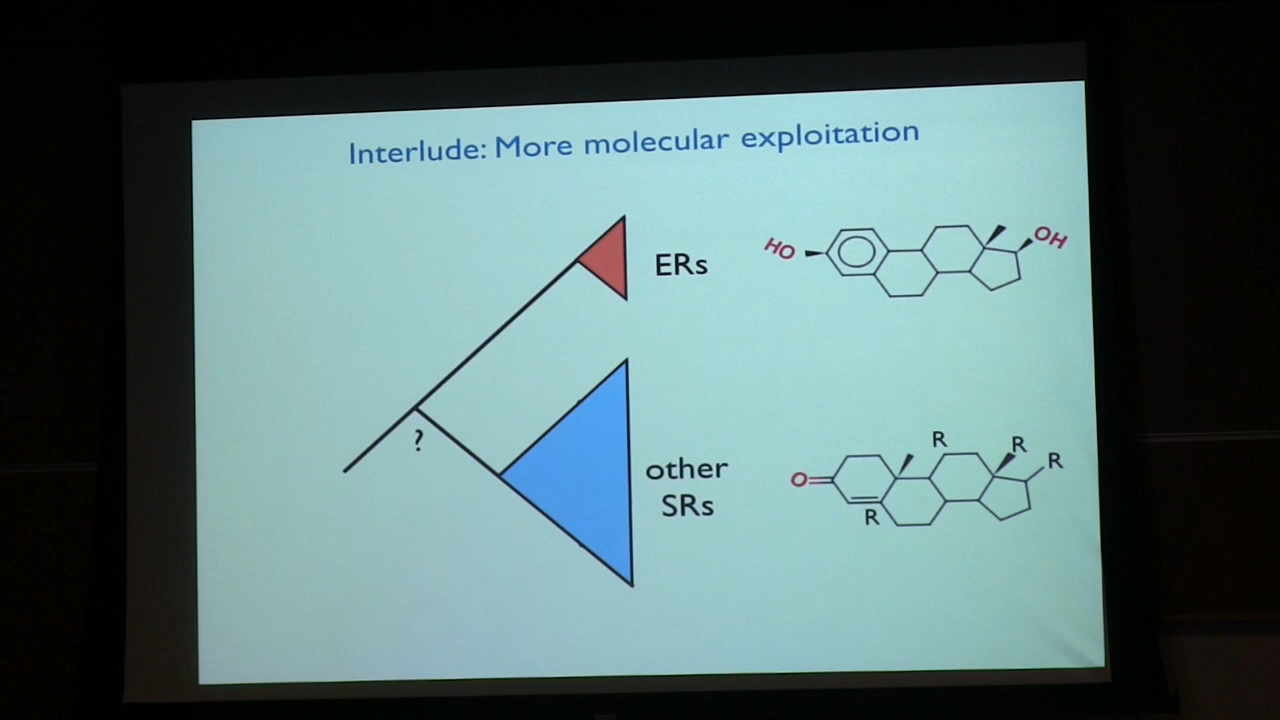 Interlude: More molecular exploitation
ERs
HO
OH
?
other
SRs
O
R
R
R
R